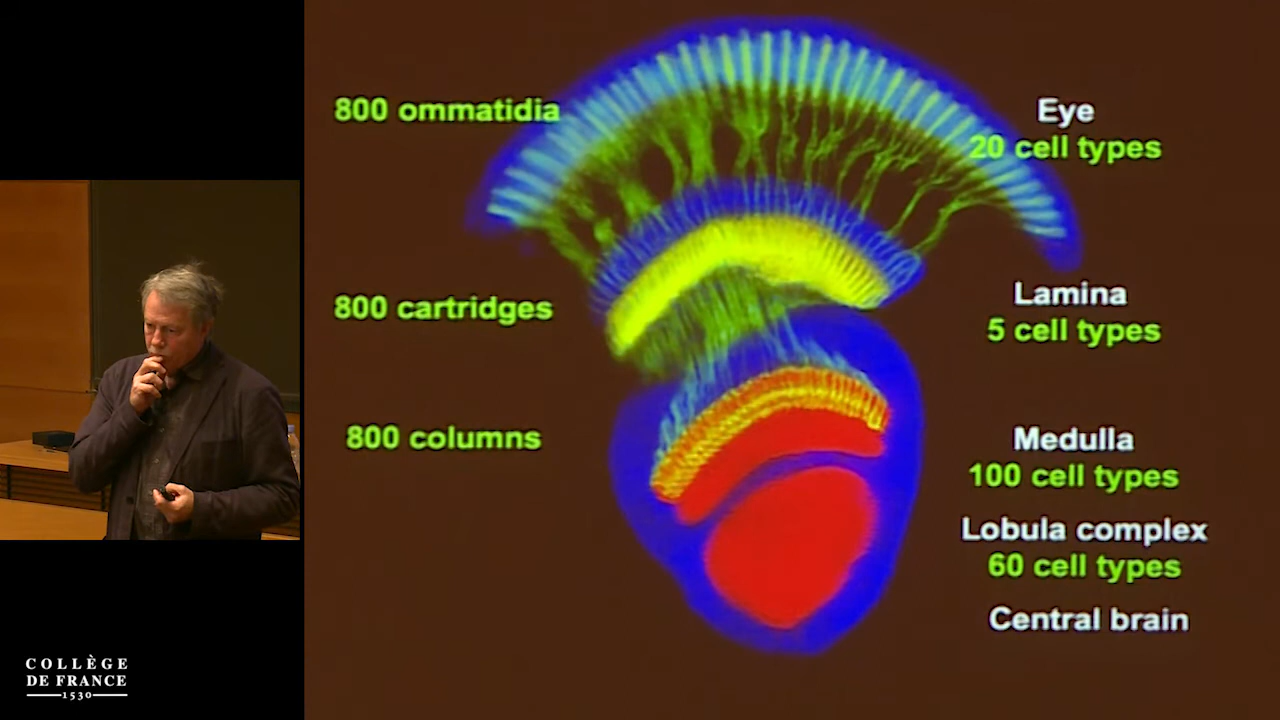 800 ommatidia
Eye
20 cell types
800 cartridges
Lamina
5 cell types
800 columns
Medulla
100 cell types
Lobula complex
60 cell types
Central brain
COLLÈGE
DE FRANCE
1530